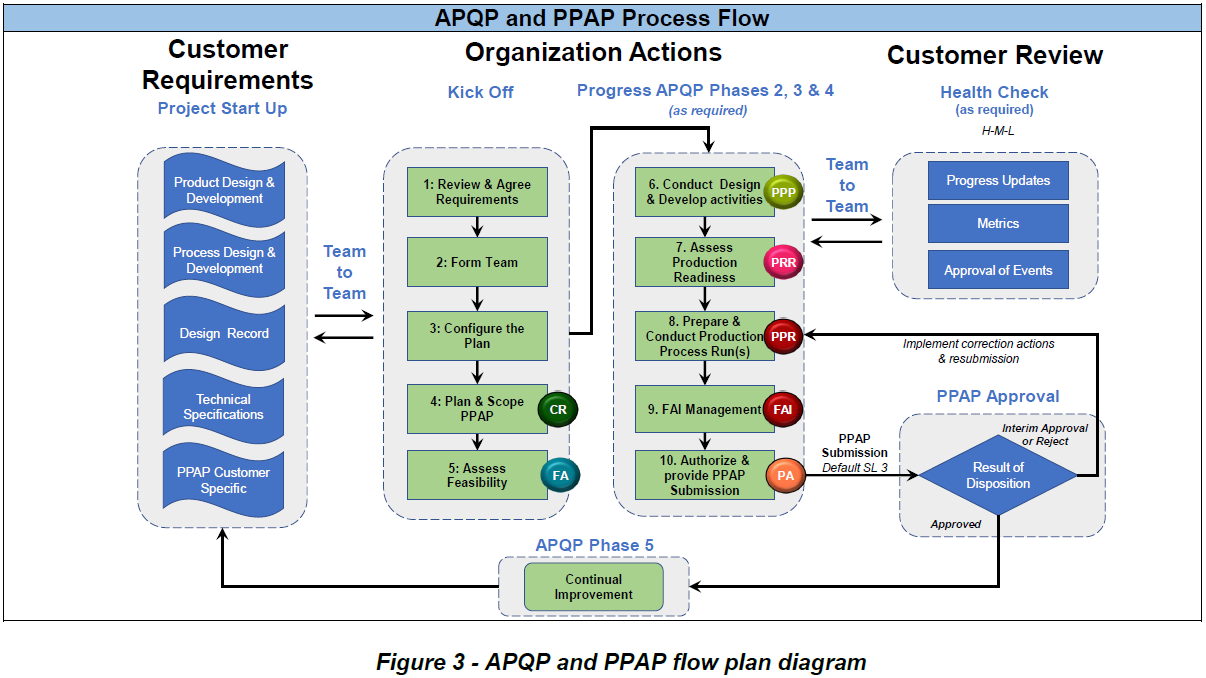 APQP and PPAP Process Flow
Customer
Requirements
Project Start Up
Product Design &
Development
Process Design &
Development
Design Record
Technical
Specifications
PPAP Customer
Specific
Team
to
Team
Organization Actions
Kick Off
1: Review & Agree
Requirements
2: Form Team
3: Configure the
Plan
4: Plan & Scope
PPAP
CR
5: Assess
Feasibility
FA
Progress APQP Phases 2, 3 & 4
(as required)
6. Conduct Design
& Develop activities
PPP
7. Assess
Production
Readiness
PRR
8. Prepare &
Conduct Production
Process Run(s)
PPR
9. FAI Management
FAI
10. Authorize &
provide PPAP
Submission
PA
Team
to
Team
Customer Review
Health Check
(as required)
H-M-L
Progress Updates
Metrics
Approval of Events
Implement correction actions
& resubmission
PPAP Approval
PPAP
Submission
Default SL 3
Interim Approval
or Reject
Result of
Disposition
Approved
APQP Phase 5
Continual
Improvement
Figure 3 - APQP and PPAP flow plan diagram